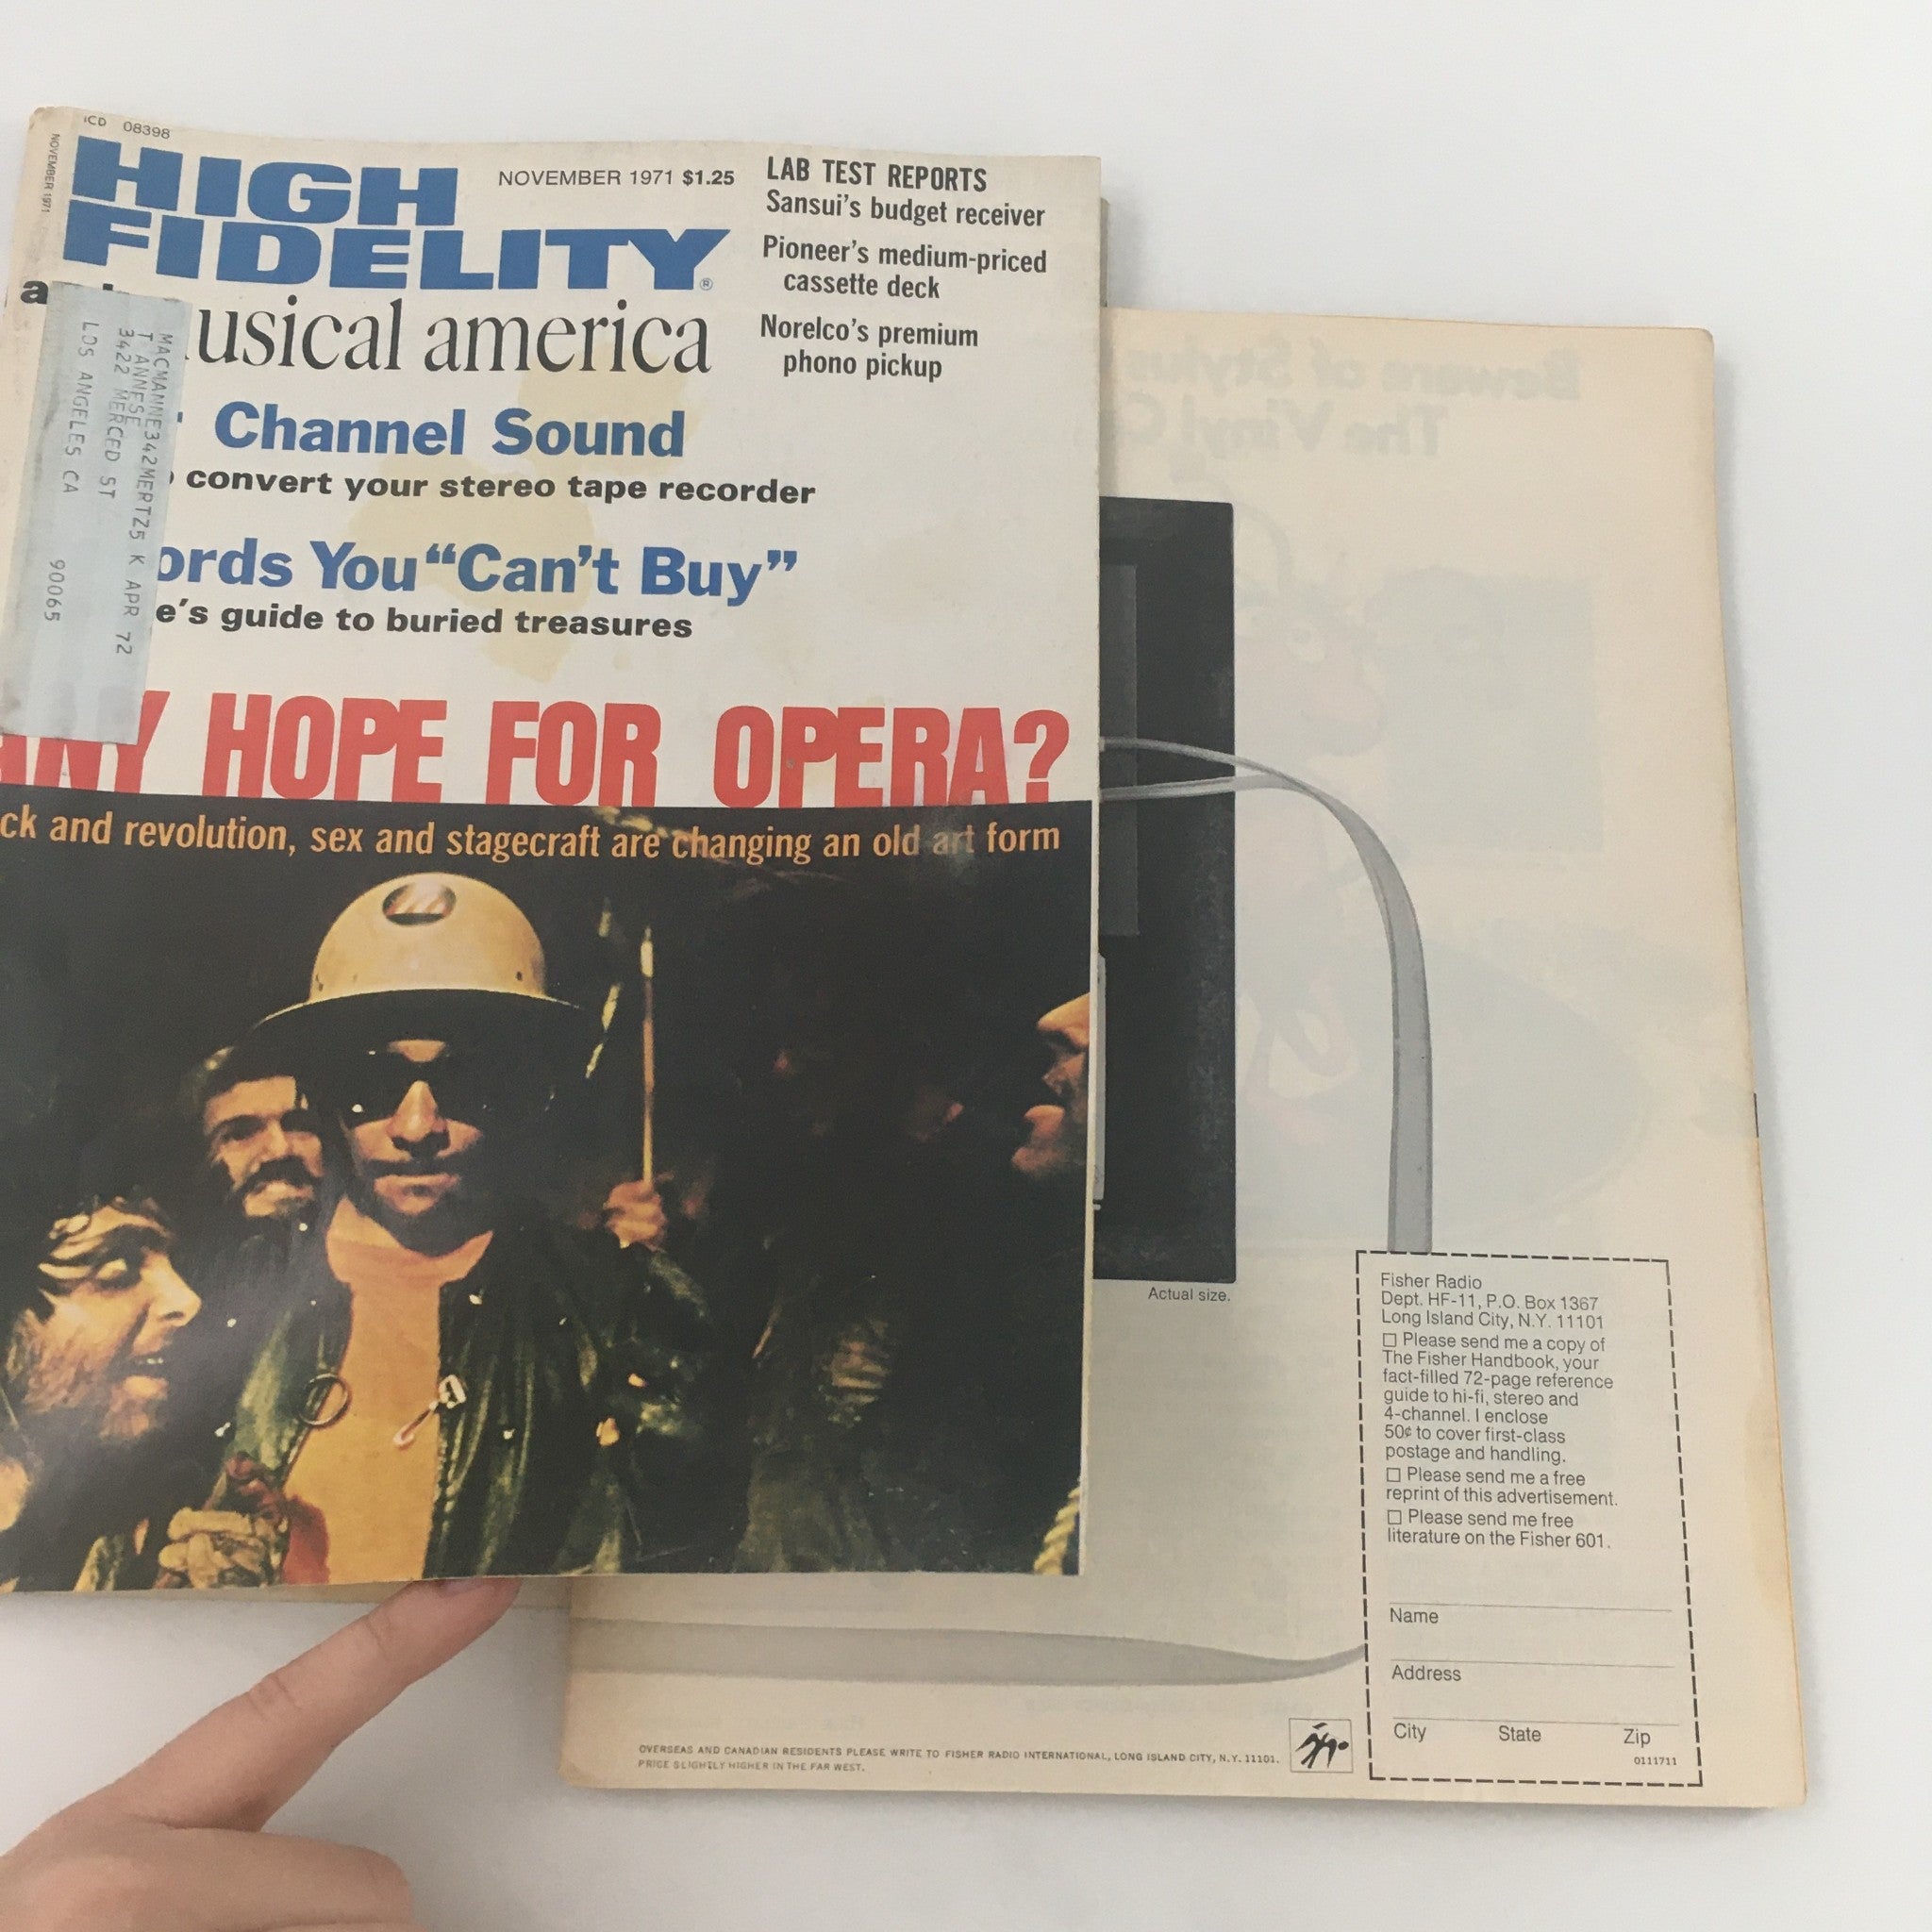 ICD 08398
NOVEMBER 1971
HIGH
FIDELITY®
NOVEMBER 1971 $1.25
usical america
LAB TEST REPORTS
Sansui's budget receiver
Pioneer's medium-priced
cassette deck
Norelco's premium
phono pickup
MACMANNE342MERTZ5 K APR 72
T ANNESE
3422 MERCED ST
LOS ANGELES CA 90065
Channel Sound
convert your stereo tape recorder
ords You "Can't Buy"
e's guide to buried treasures
ANY HOPE FOR OPERA?
ck and revolution, sex and stagecraft are changing an old art form
Beware of Stylus
The Vinyl
Actual size.
Fisher Radio
Dept. HF-11, P.O. Box 1367
Long Island City, N.Y. 11101
☐ Please send me a copy of
The Fisher Handbook, your
fact-filled 72-page reference
guide to hi-fi, stereo and
4-channel. I enclose
50¢ to cover first-class
postage and handling.
☐ Please send me a free
reprint of this advertisement.
☐ Please send me free
literature on the Fisher 601.
Name
Address
City State Zip
0111711
OVERSEAS AND CANADIAN RESIDENTS PLEASE WRITE TO FISHER RADIO INTERNATIONAL, LONG ISLAND CITY, N.Y. 11101.
PRICE SLIGHTLY HIGHER IN THE FAR WEST.